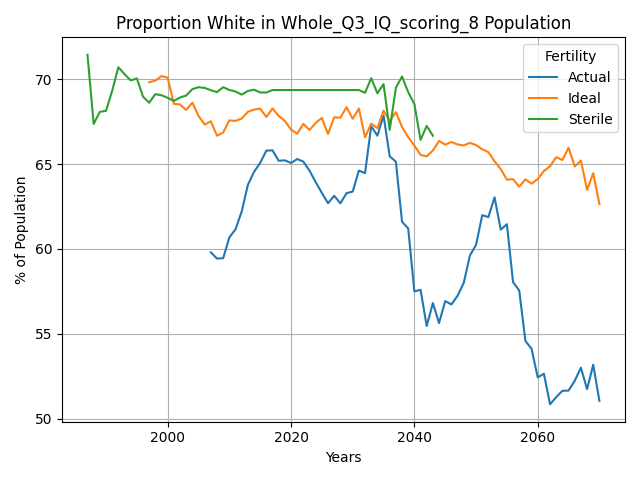 Proportion White in Whole_Q3_IQ_scoring_8 Population
Fertility
Actual
Ideal
Sterile
% of Population
70
65
60
55
50
2000
2020
2040
2060
Years